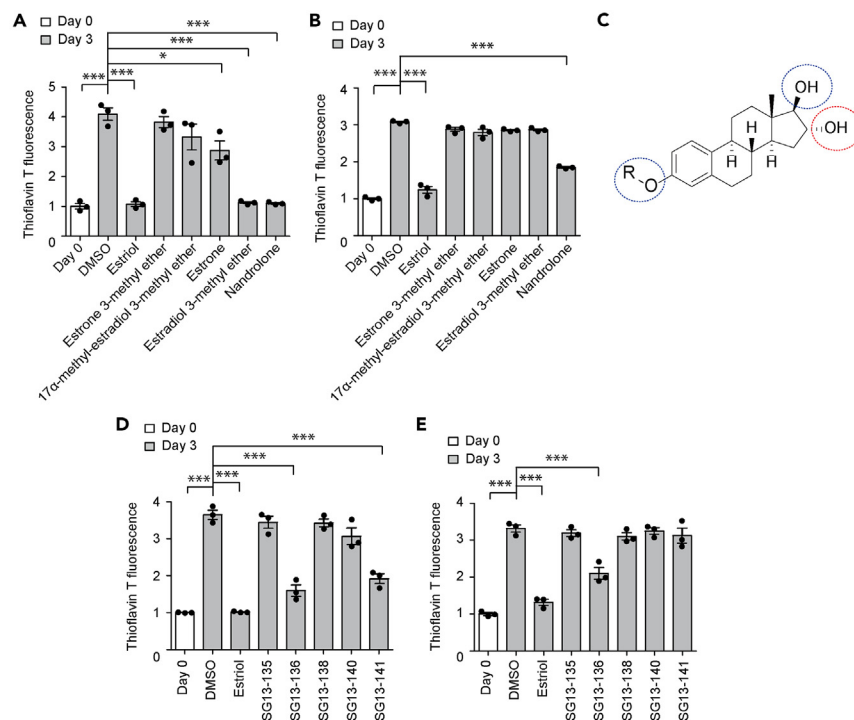 A
Day 0
Day 3
***
***
*
*** ***
Thioflavin T fluorescence
5
4
3
2
1
0
Day 0
DMSO
Estriol
Estrone 3-methyl ether
17α-methyl-estradiol 3-methyl ether
Estrone
Estradiol 3-methyl ether
Nandrolone
B
Day 0
Day 3
***
*** ***
Thioflavin T fluorescence
4
3
2
1
0
Day 0
DMSO
Estriol
Estrone 3-methyl ether
17α-methyl-estradiol 3-methyl ether
Estrone
Estradiol 3-methyl ether
Nandrolone
C
OH
OH
H
H
H
R
O
D
Day 0
Day 3
***
***
*** ***
Thioflavin T fluorescence
4
3
2
1
0
Day 0
DMSO
Estriol
SG13-135
SG13-136
SG13-138
SG13-140
SG13-141
E
Day 0
Day 3
***
*** ***
Thioflavin T fluorescence
4
3
2
1
0
Day 0
DMSO
Estriol
SG13-135
SG13-136
SG13-138
SG13-140
SG13-141